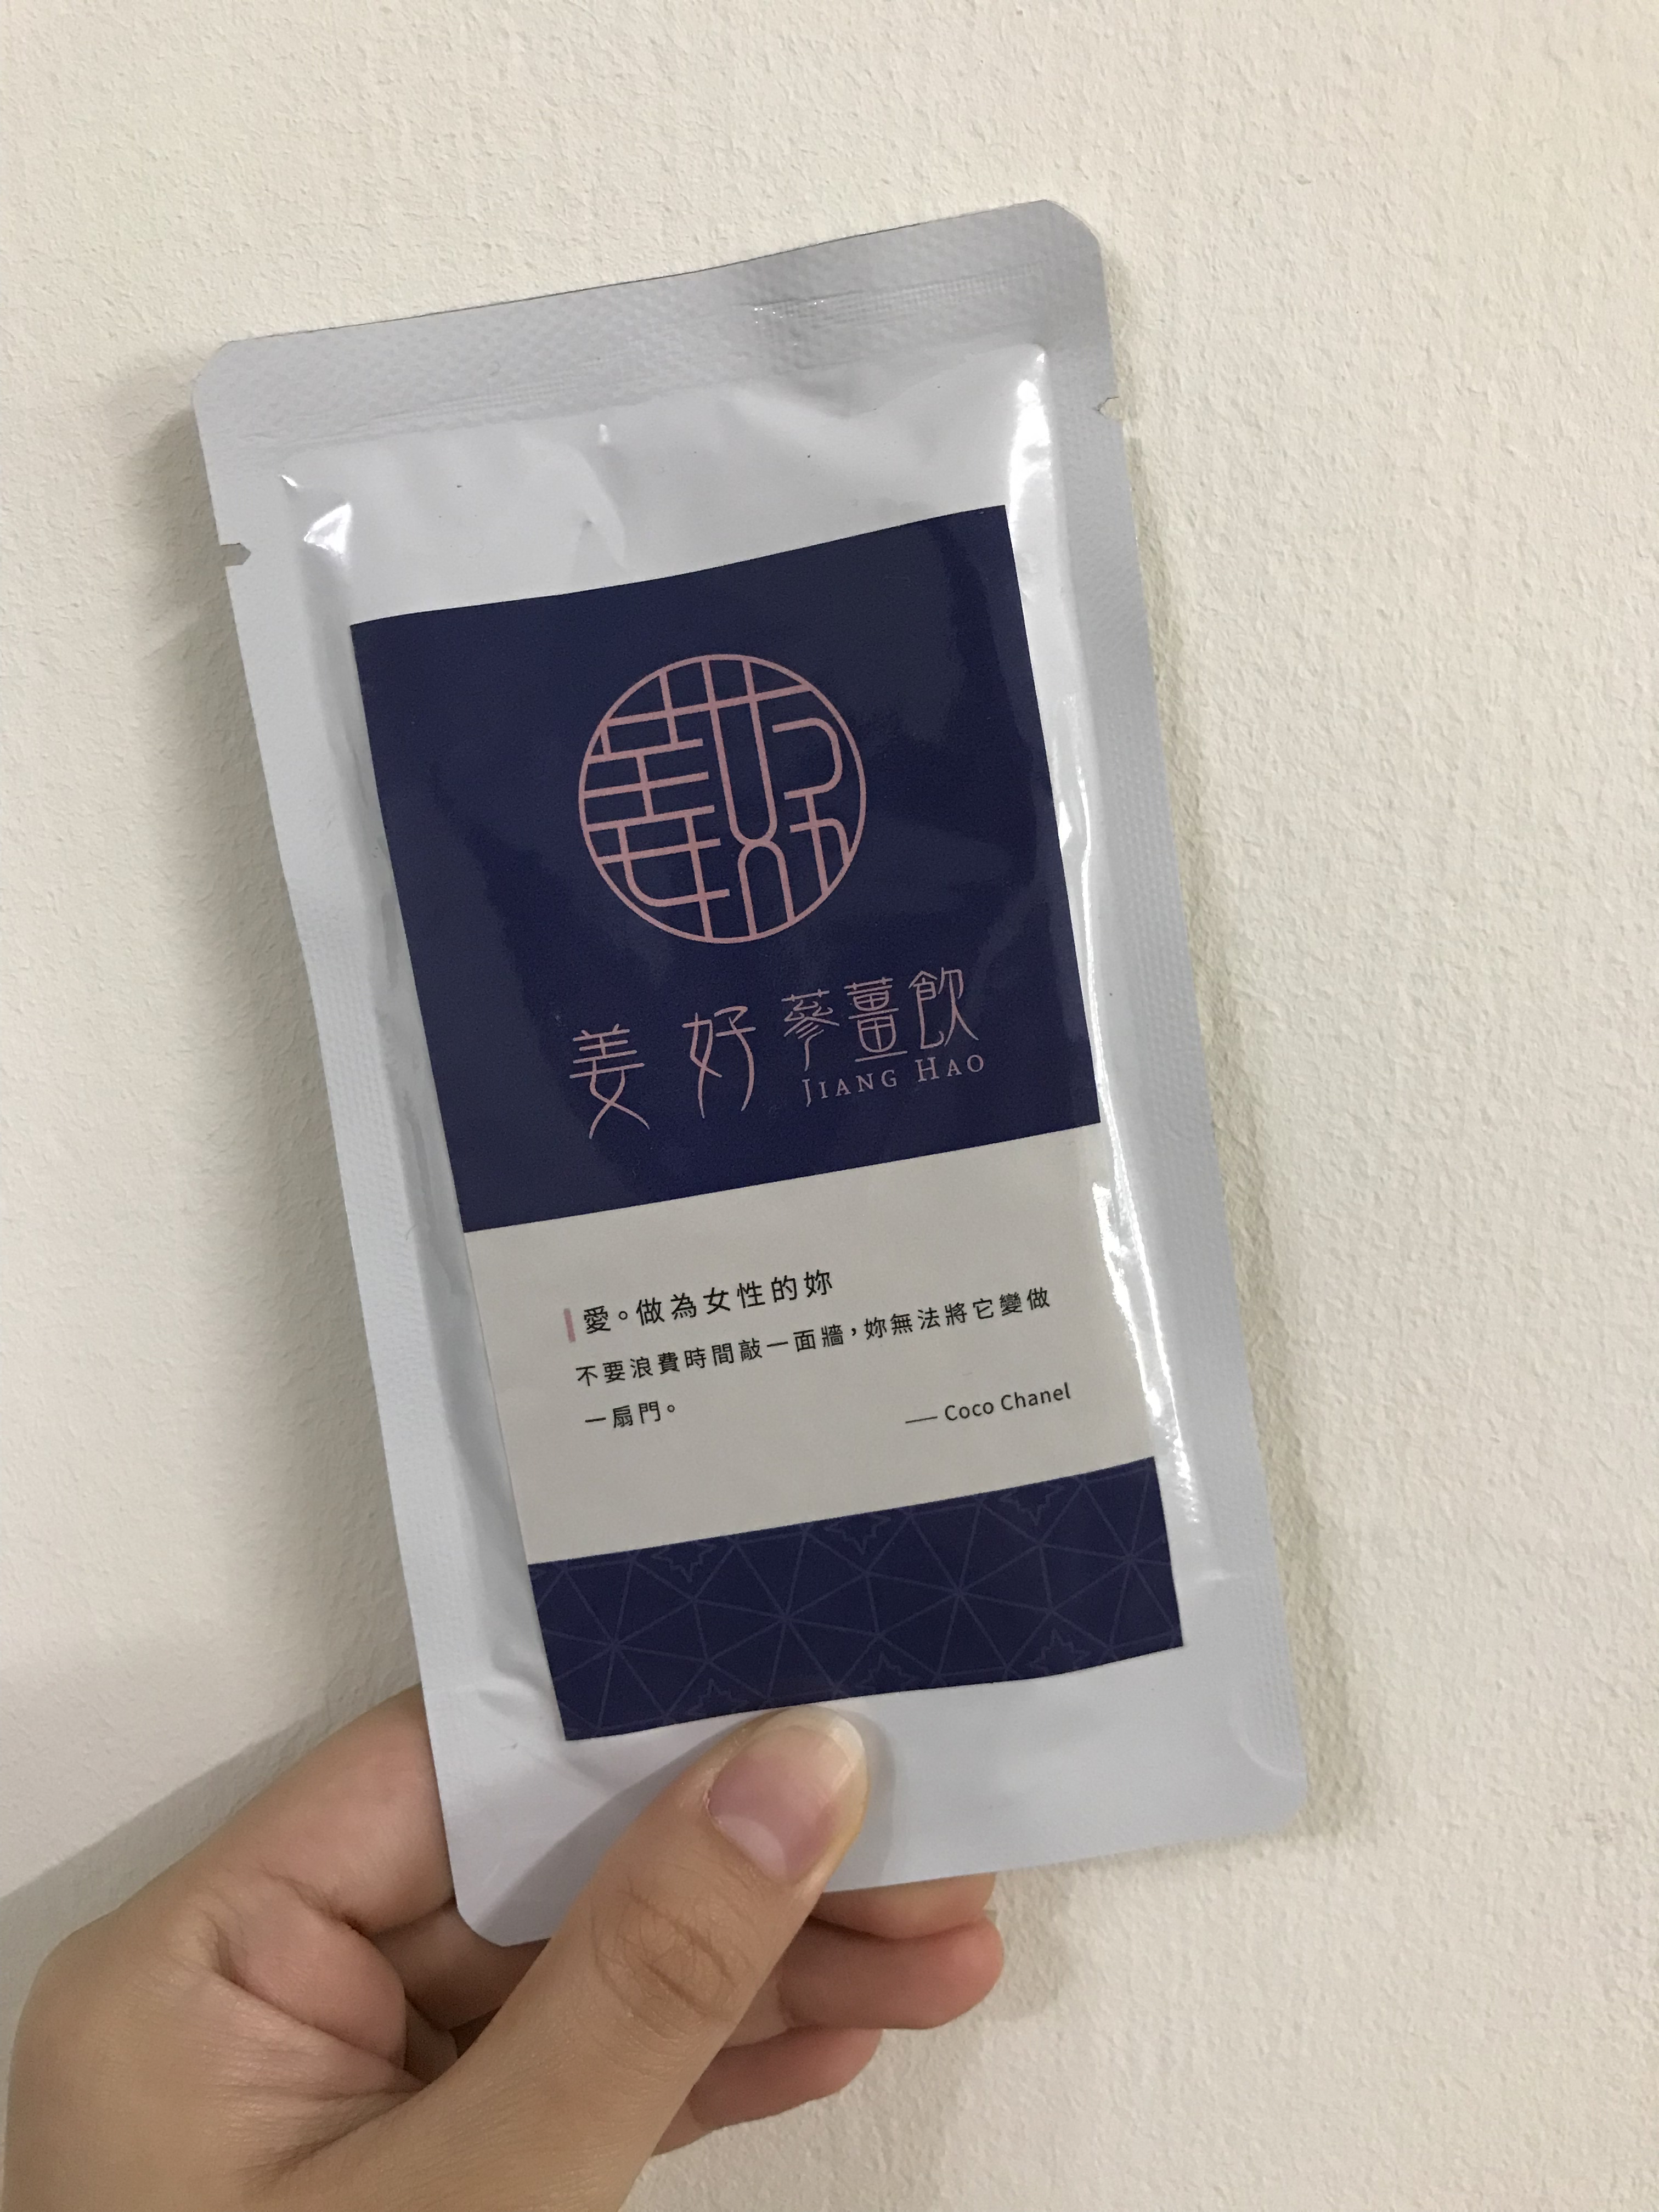 姜好
姜好蔘薑飲
JIANG HAO
愛。做為女性的妳
不要浪費時間敲一面牆，妳無法將它變做
一扇門。
— Coco Chanel